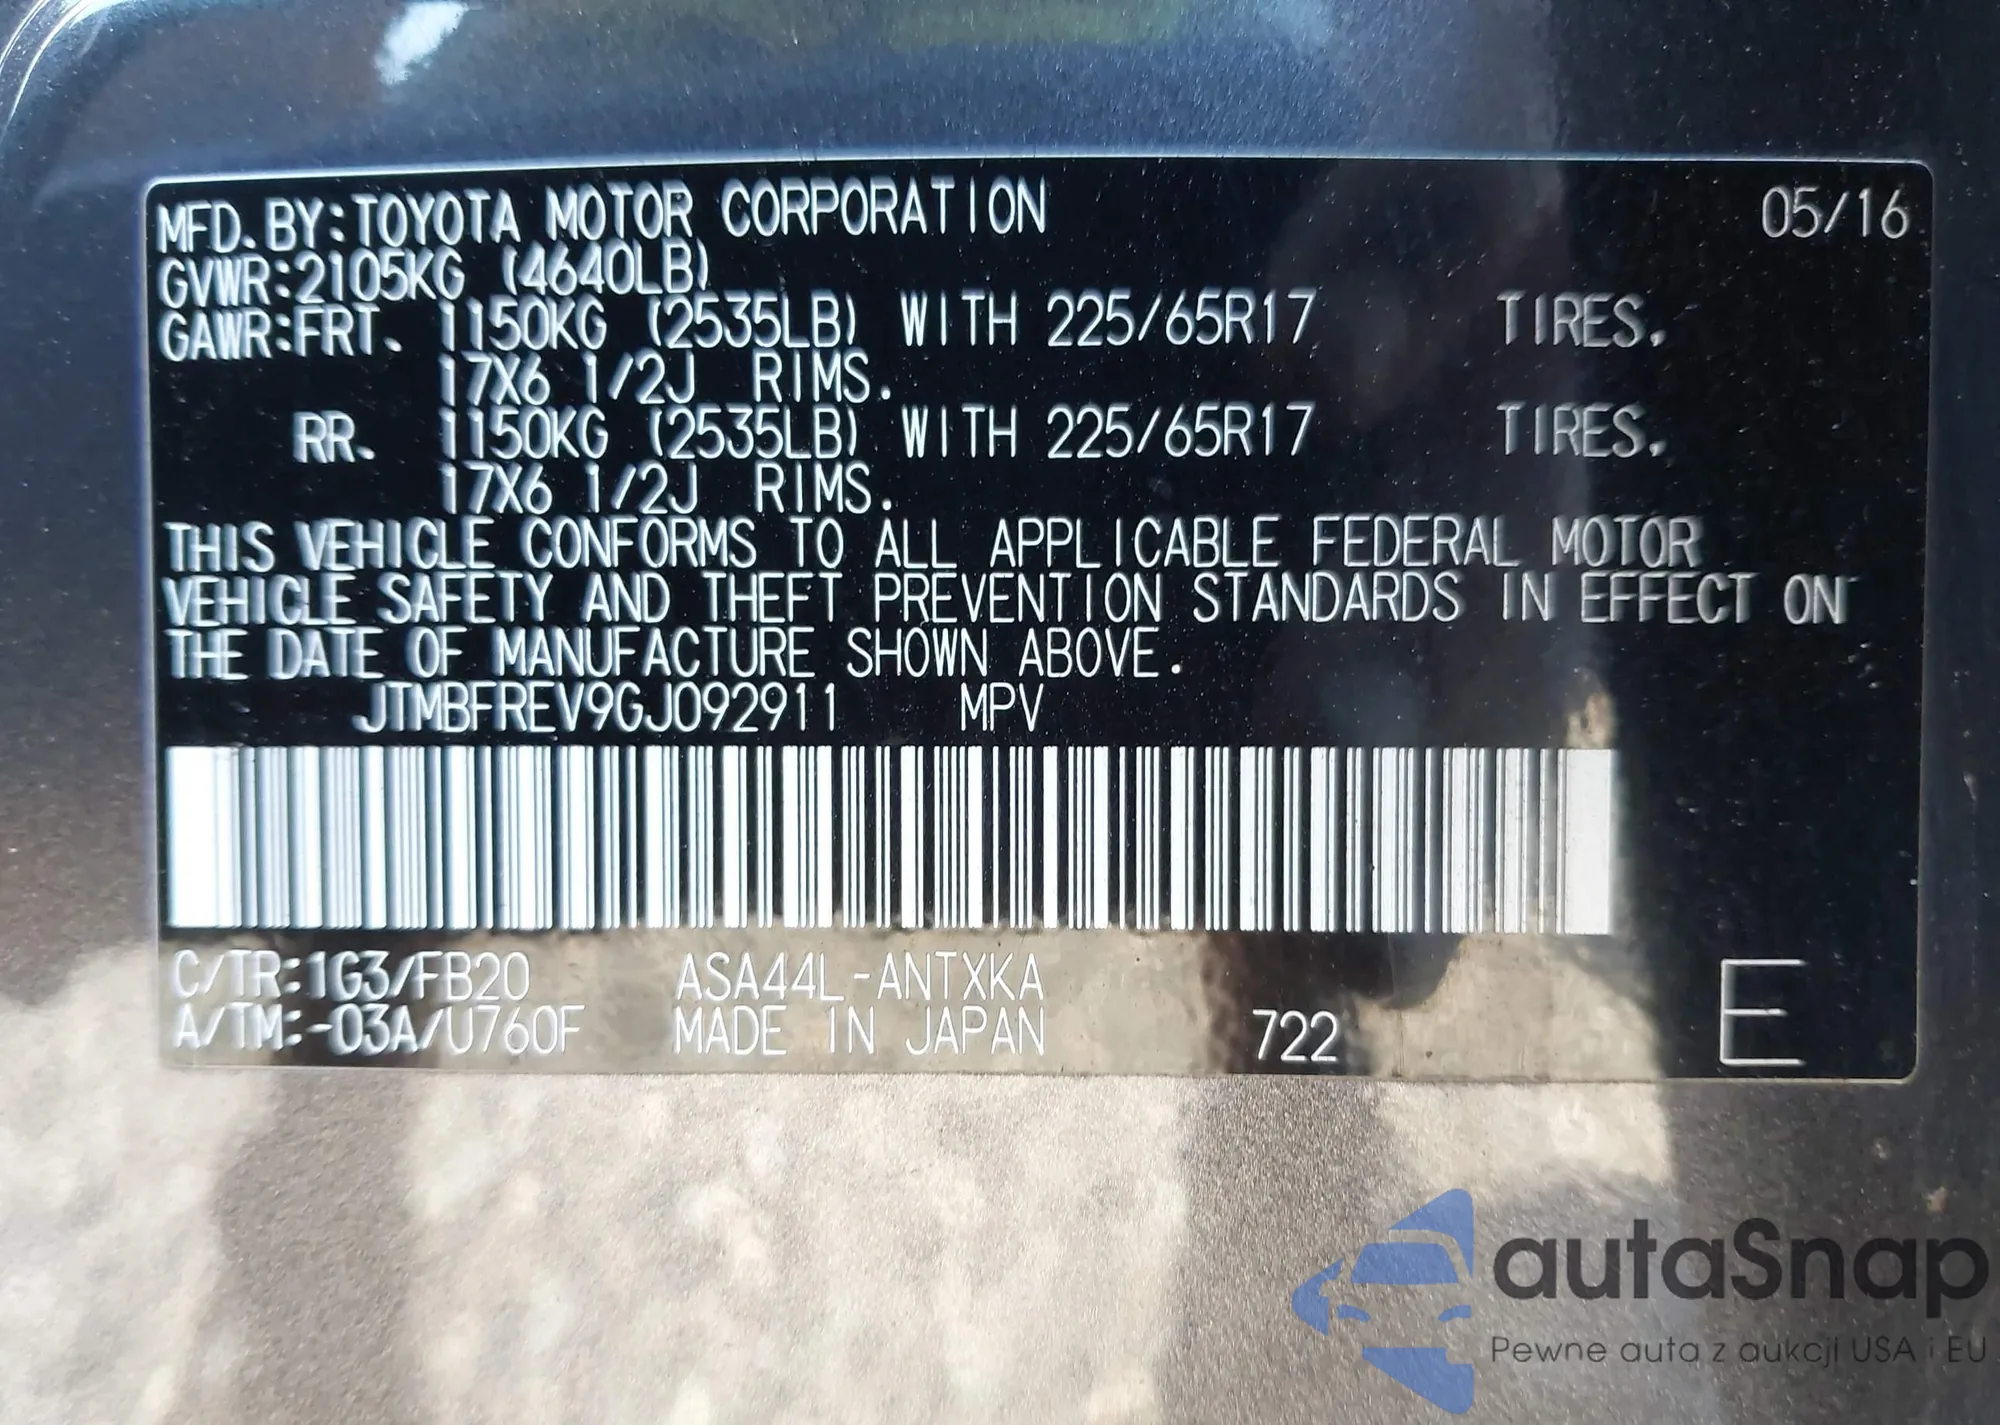 MFD. BY: TOYOTA MOTOR CORPORATION 05/16
GVWR: 2105KG (4640LB)
GAWR: FRT. 1150KG (2535LB) WITH 225/65R17 TIRES.
17X6 1/2J RIMS.
RR. 1150KG (2535LB) WITH 225/65R17 TIRES.
17X6 1/2J RIMS.
THIS VEHICLE CONFORMS TO ALL APPLICABLE FEDERAL MOTOR
VEHICLE SAFETY AND THEFT PREVENTION STANDARDS IN EFFECT ON
THE DATE OF MANUFACTURE SHOWN ABOVE.
JTMBFREV9GJ092911 MPV
C/TR: 1G3/FB20 ASA44L-ANTXKA
A/TM: -03A/U760F MADE IN JAPAN 722 E
autaSnap
Pewne auta z aukcji USA i EU